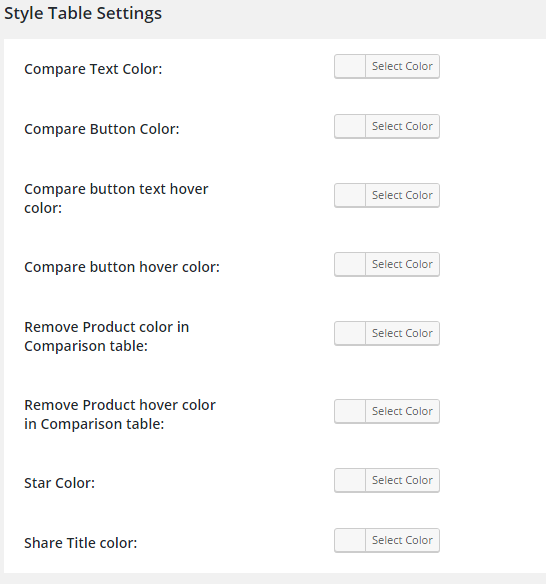 Style Table Settings
Compare Text Color:
Select Color
Compare Button Color:
Select Color
Compare button text hover
color:
Select Color
Compare button hover color:
Select Color
Remove Product color in
Comparison table:
Select Color
Remove Product hover color
in Comparison table:
Select Color
Star Color:
Select Color
Share Title color:
Select Color